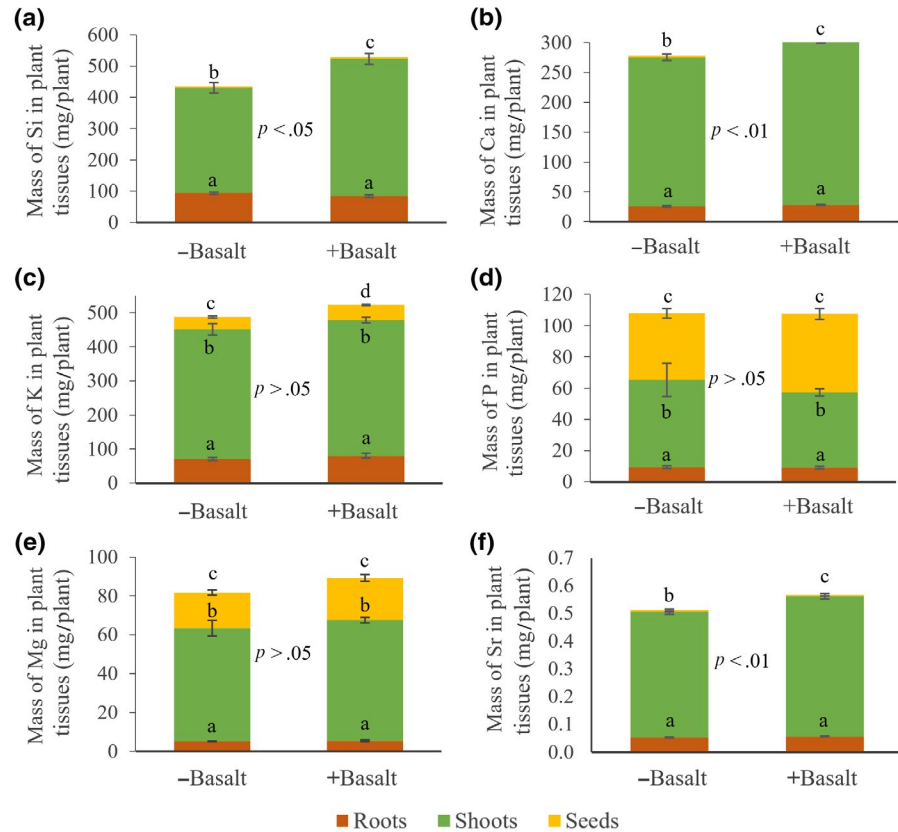 (a)
Mass of Si in plant
tissues (mg/plant)
600
500
400
300
200
100
0
b
c
p < .05
a
a
−Basalt
+Basalt
(b)
Mass of Ca in plant
tissues (mg/plant)
300
250
200
150
100
50
0
b
c
p < .01
a
a
−Basalt
+Basalt
(c)
Mass of K in plant
tissues (mg/plant)
500
400
300
200
100
0
c
d
b
b
p > .05
a
a
−Basalt
+Basalt
(d)
Mass of P in plant
tissues (mg/plant)
120
100
80
60
40
20
0
c
c
p > .05
b
b
a
a
−Basalt
+Basalt
(e)
Mass of Mg in plant
tissues (mg/plant)
100
80
60
40
20
0
c
c
b
b
p > .05
a
a
−Basalt
+Basalt
(f)
Mass of Sr in plant
tissues (mg/plant)
0.7
0.6
0.5
0.4
0.3
0.2
0.1
0.0
b
c
p < .01
a
a
−Basalt
+Basalt
Roots Shoots Seeds